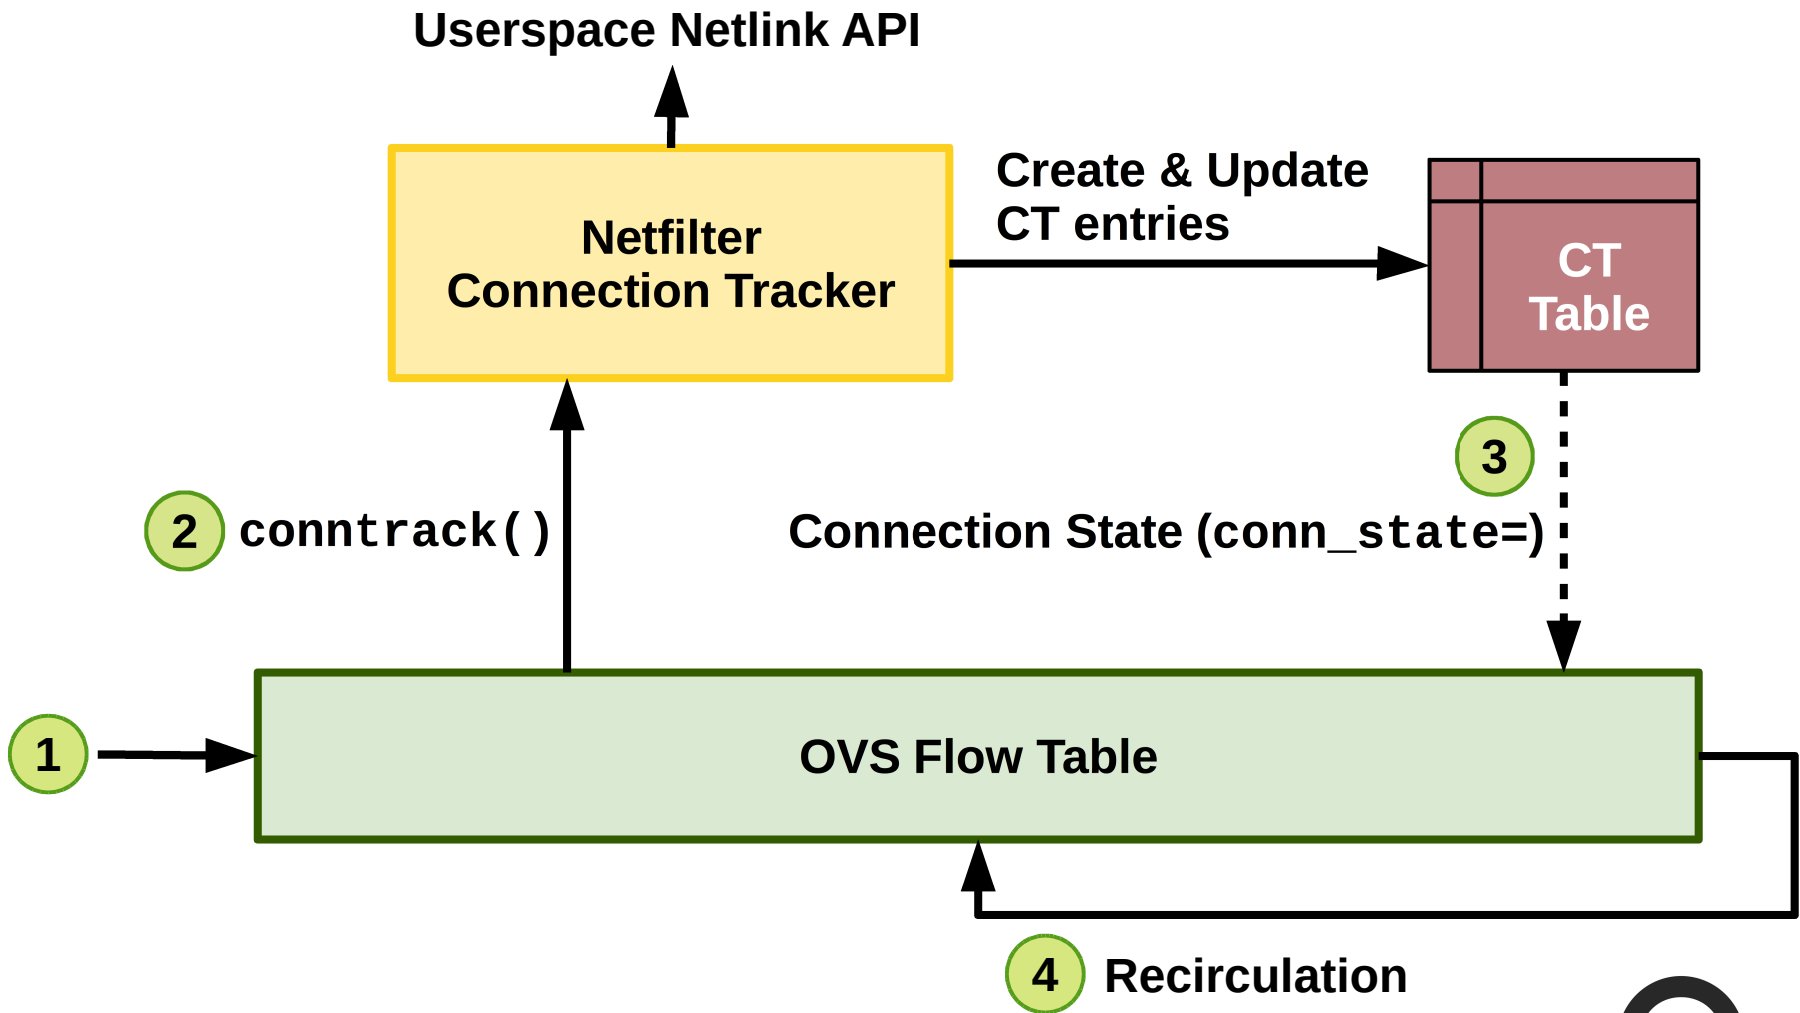 Userspace Netlink API
Netfilter
Connection Tracker
Create & Update
CT entries
CT
Table
3
2 conntrack()
Connection State (conn_state=)
1
OVS Flow Table
4 Recirculation